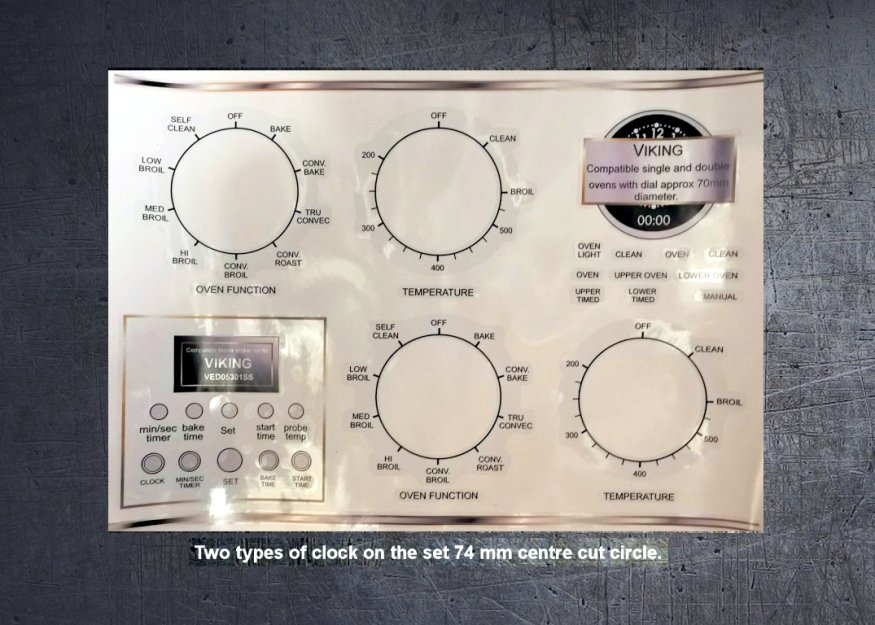 OFF
SELF
CLEAN
BAKE
LOW
BROIL
CONV.
BAKE
MED
BROIL
TRU
CONVEC
HI
BROIL
CONV.
BROIL
CONV.
ROAST
OVEN FUNCTION
OFF
CLEAN
200
BROIL
300
500
400
TEMPERATURE
12
VIKING
Compatible single and double
ovens with dial approx 70mm
diameter.
00:00
OVEN
LIGHT
CLEAN
OVEN
CLEAN
OVEN
UPPER OVEN
LOWER OVEN
UPPER
TIMED
LOWER
TIMED
MANUAL
VIKING
VED05301SS
min/sec
timer
bake
time
Set
start
time
probe
temp
CLOCK
MIN/SEC
TIMER
SET
BAKE
TIME
START
TIME
OFF
SELF
CLEAN
BAKE
LOW
BROIL
CONV.
BAKE
MED
BROIL
TRU
CONVEC
HI
BROIL
CONV.
BROIL
CONV.
ROAST
OVEN FUNCTION
OFF
CLEAN
200
BROIL
300
500
400
TEMPERATURE
Two types of clock on the set 74 mm centre cut circle.